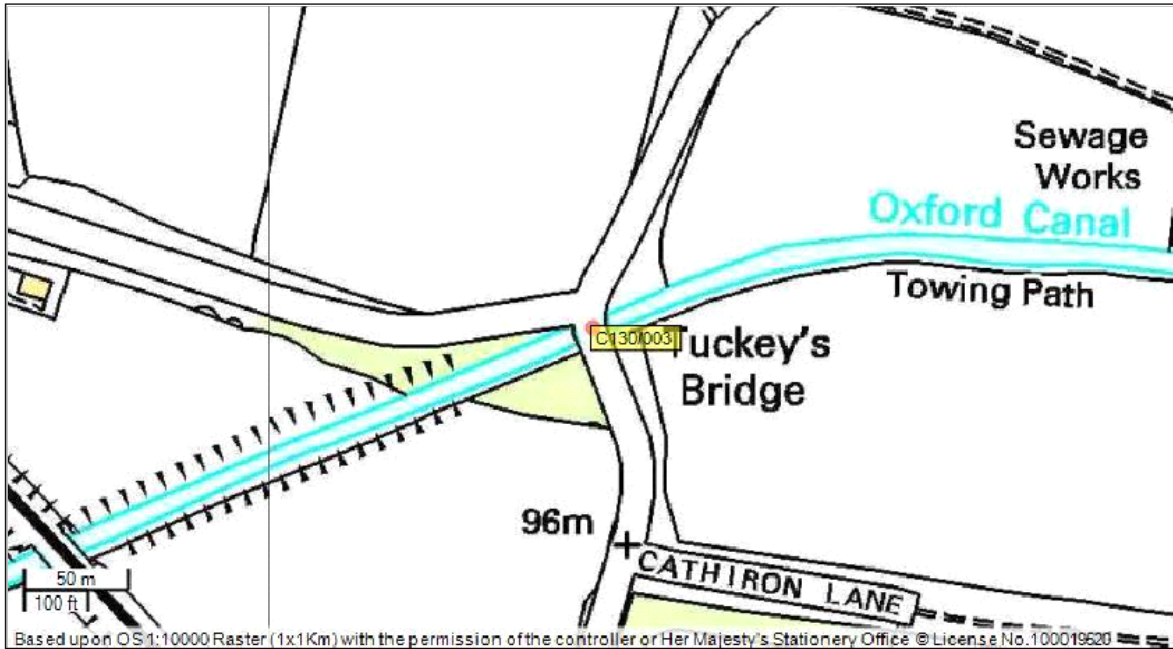 Sewage
Works
Oxford Canal
Towing Path
C130/003
Tuckey's
Bridge
96m
CATHIRON LANE
50 m
100 ft
Based upon OS 1:10000 Raster (1x1Km) with the permission of the controller or Her Majesty's Stationery Office © License No. 100019520